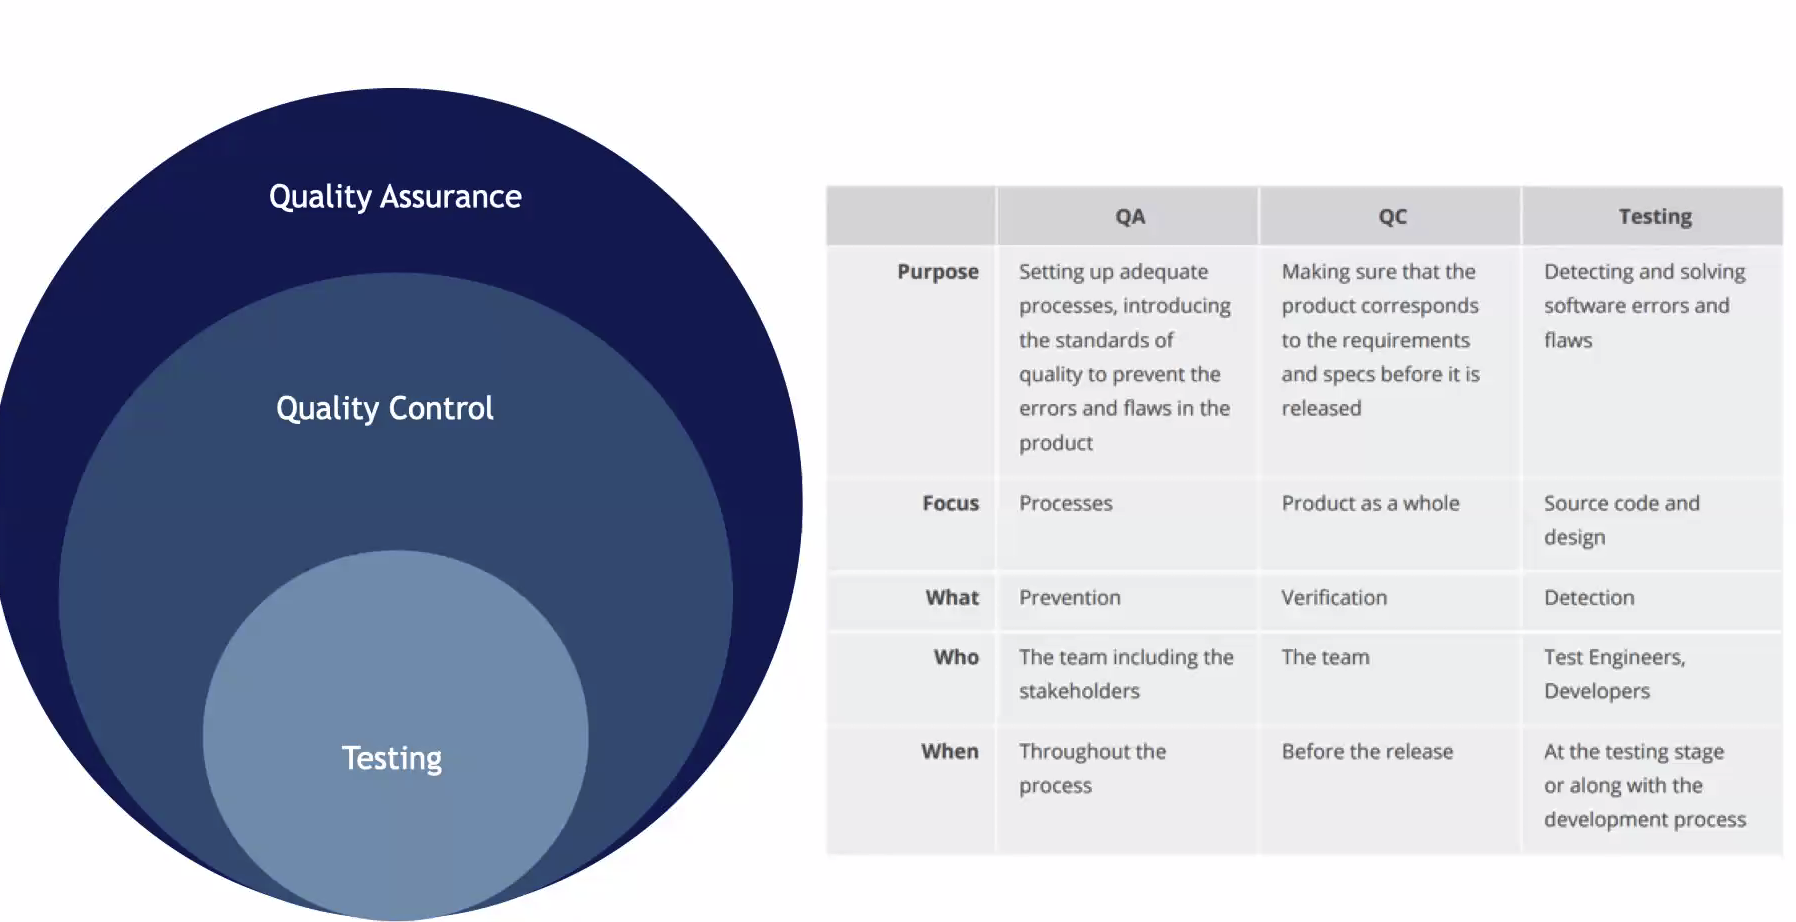 Quality Assurance
Quality Control
Testing
QA QC Testing
Purpose
Setting up adequate
processes, introducing
the standards of
quality to prevent the
errors and flaws in the
product
Making sure that the
product corresponds
to the requirements
and specs before it is
released
Detecting and solving
software errors and
flaws
Focus
Processes
Product as a whole
Source code and
design
What
Prevention
Verification
Detection
Who
The team including the
stakeholders
The team
Test Engineers,
Developers
When
Throughout the
process
Before the release
At the testing stage
or along with the
development process